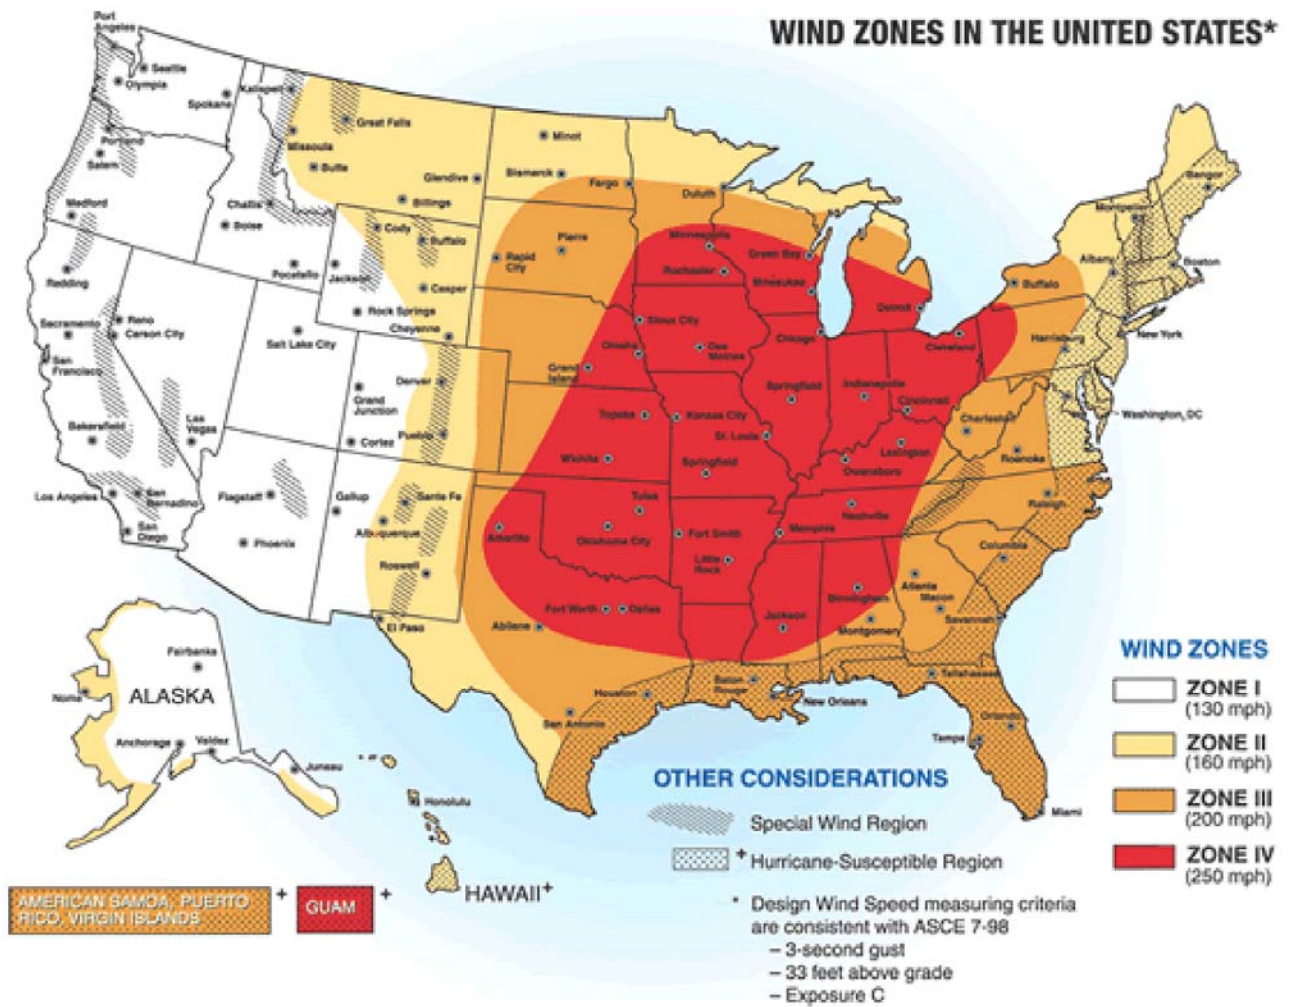 WIND ZONES IN THE UNITED STATES*
Port
Angeles
Seattle
Olympia
Spokane
Kalispell
Great Falls
Minot
Portland
Salem
Missoula
Butte
Glendive
Bismarck
Fargo
Duluth
Bangor
Medford
Challis
Billings
Boise
Cody
Buffalo
Pierre
Minneapolis
Montpelier
Redding
Pocatello
Jackson
Rapid
City
Rochester
Green Bay
Milwaukee
Albany
Boston
Buffalo
Casper
Sacramento
Reno
Carson City
Rock Springs
Cheyenne
Sioux City
Detroit
New York
San
Francisco
Salt Lake City
Omaha
Des
Moines
Chicago
Cleveland
Harrisburg
Grand
Island
Denver
Grand
Junction
Springfield
Indianapolis
Cincinnati
Washington, DC
Bakersfield
Las
Vegas
Cortez
Pueblo
Topeka
Kansas City
St. Louis
Charleston
Wichita
Springfield
Owensboro
Lexington
Roanoke
Los Angeles
San
Bernadino
Flagstaff
Gallup
Santa Fe
Tulsa
Nashville
Raleigh
San
Diego
Phoenix
Albuquerque
Amarillo
Oklahoma City
Fort Smith
Memphis
Columbia
Roswell
Little
Rock
Atlanta
Macon
Birmingham
El Paso
Abilene
Fort Worth
Dallas
Jackson
Montgomery
Savannah
Fairbanks
Nome
ALASKA
Anchorage
Valdez
Juneau
Houston
San Antonio
Baton
Rouge
New Orleans
Tallahassee
Orlando
Tampa
Miami
Honolulu
HAWAII+
AMERICAN SAMOA, PUERTO
RICO, VIRGIN ISLANDS
+
GUAM
+
OTHER CONSIDERATIONS
Special Wind Region
+ Hurricane-Susceptible Region
* Design Wind Speed measuring criteria
are consistent with ASCE 7-98
– 3-second gust
– 33 feet above grade
– Exposure C
WIND ZONES
ZONE I
(130 mph)
ZONE II
(160 mph)
ZONE III
(200 mph)
ZONE IV
(250 mph)